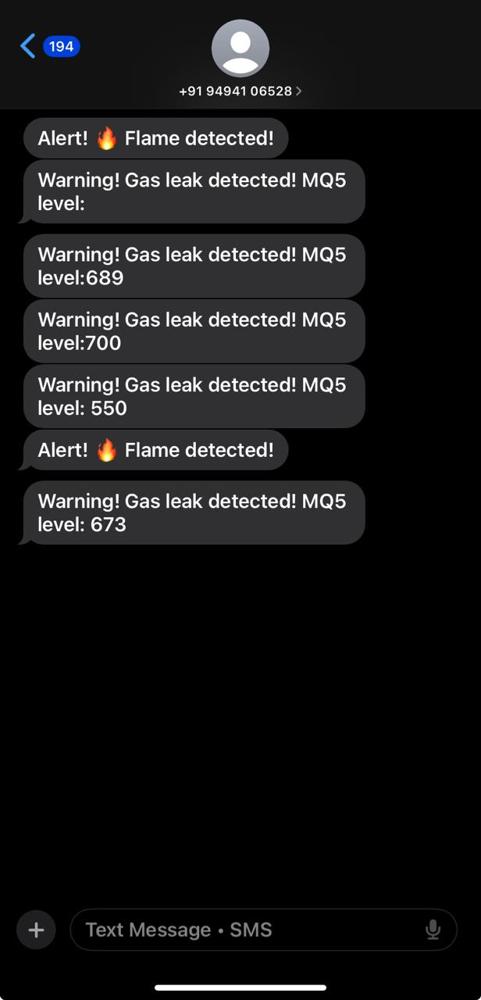 194
+91 94941 06528
Alert! 🔥 Flame detected!
Warning! Gas leak detected! MQ5
level:
Warning! Gas leak detected! MQ5
level:689
Warning! Gas leak detected! MQ5
level:700
Warning! Gas leak detected! MQ5
level: 550
Alert! 🔥 Flame detected!
Warning! Gas leak detected! MQ5
level: 673
Text Message • SMS